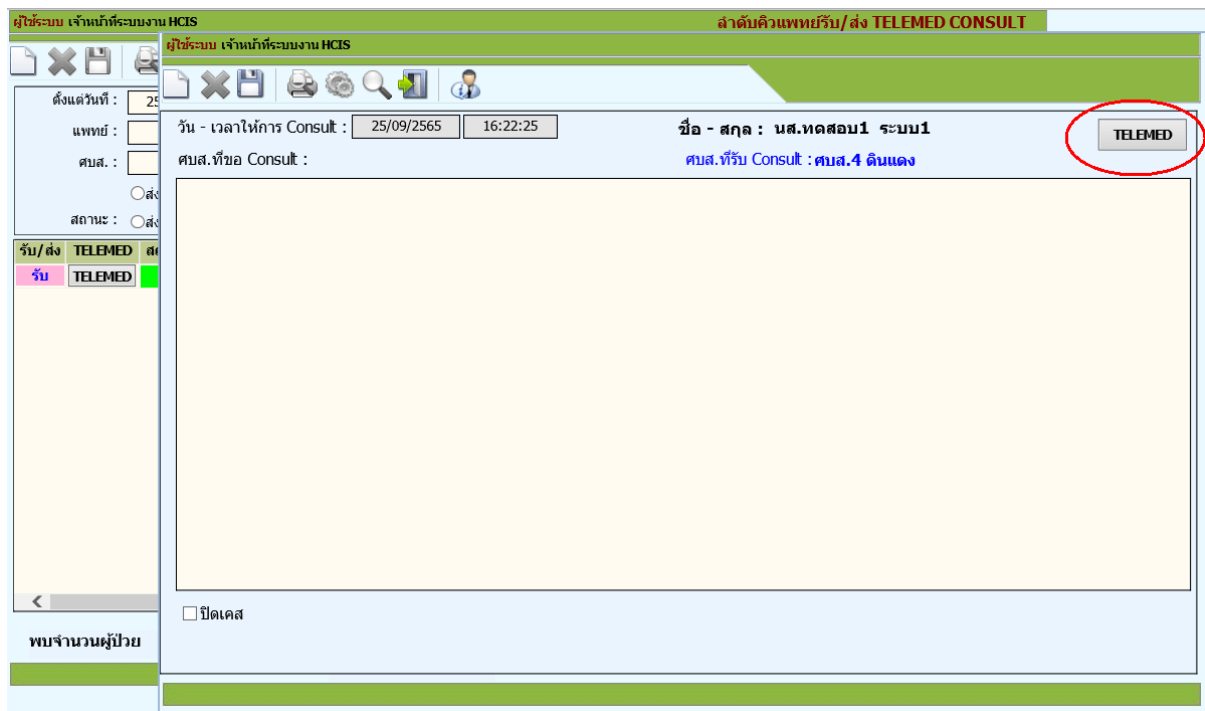 ผู้ใช้ระบบ เจ้าหน้าที่ระบบงาน HCIS
ลำดับคิวแพทย์รับ/ส่ง TELEMED CONSULT
ผู้ใช้ระบบ เจ้าหน้าที่ระบบงาน HCIS
ตั้งแต่วันที่ : 25
แพทย์ :
ศบส. :
สถานะ :
รับ/ส่ง TELEMED
รับ TELEMED
พบจำนวนผู้ป่วย
วัน - เวลาให้การ Consult : 25/09/2565 16:22:25
ชื่อ - สกุล : นส.ทดสอบ1 ระบบ1
TELEMED
ศบส.ที่ขอ Consult :
ศบส.ที่รับ Consult : ศบส.4 ดินแดง
ปิดเคส